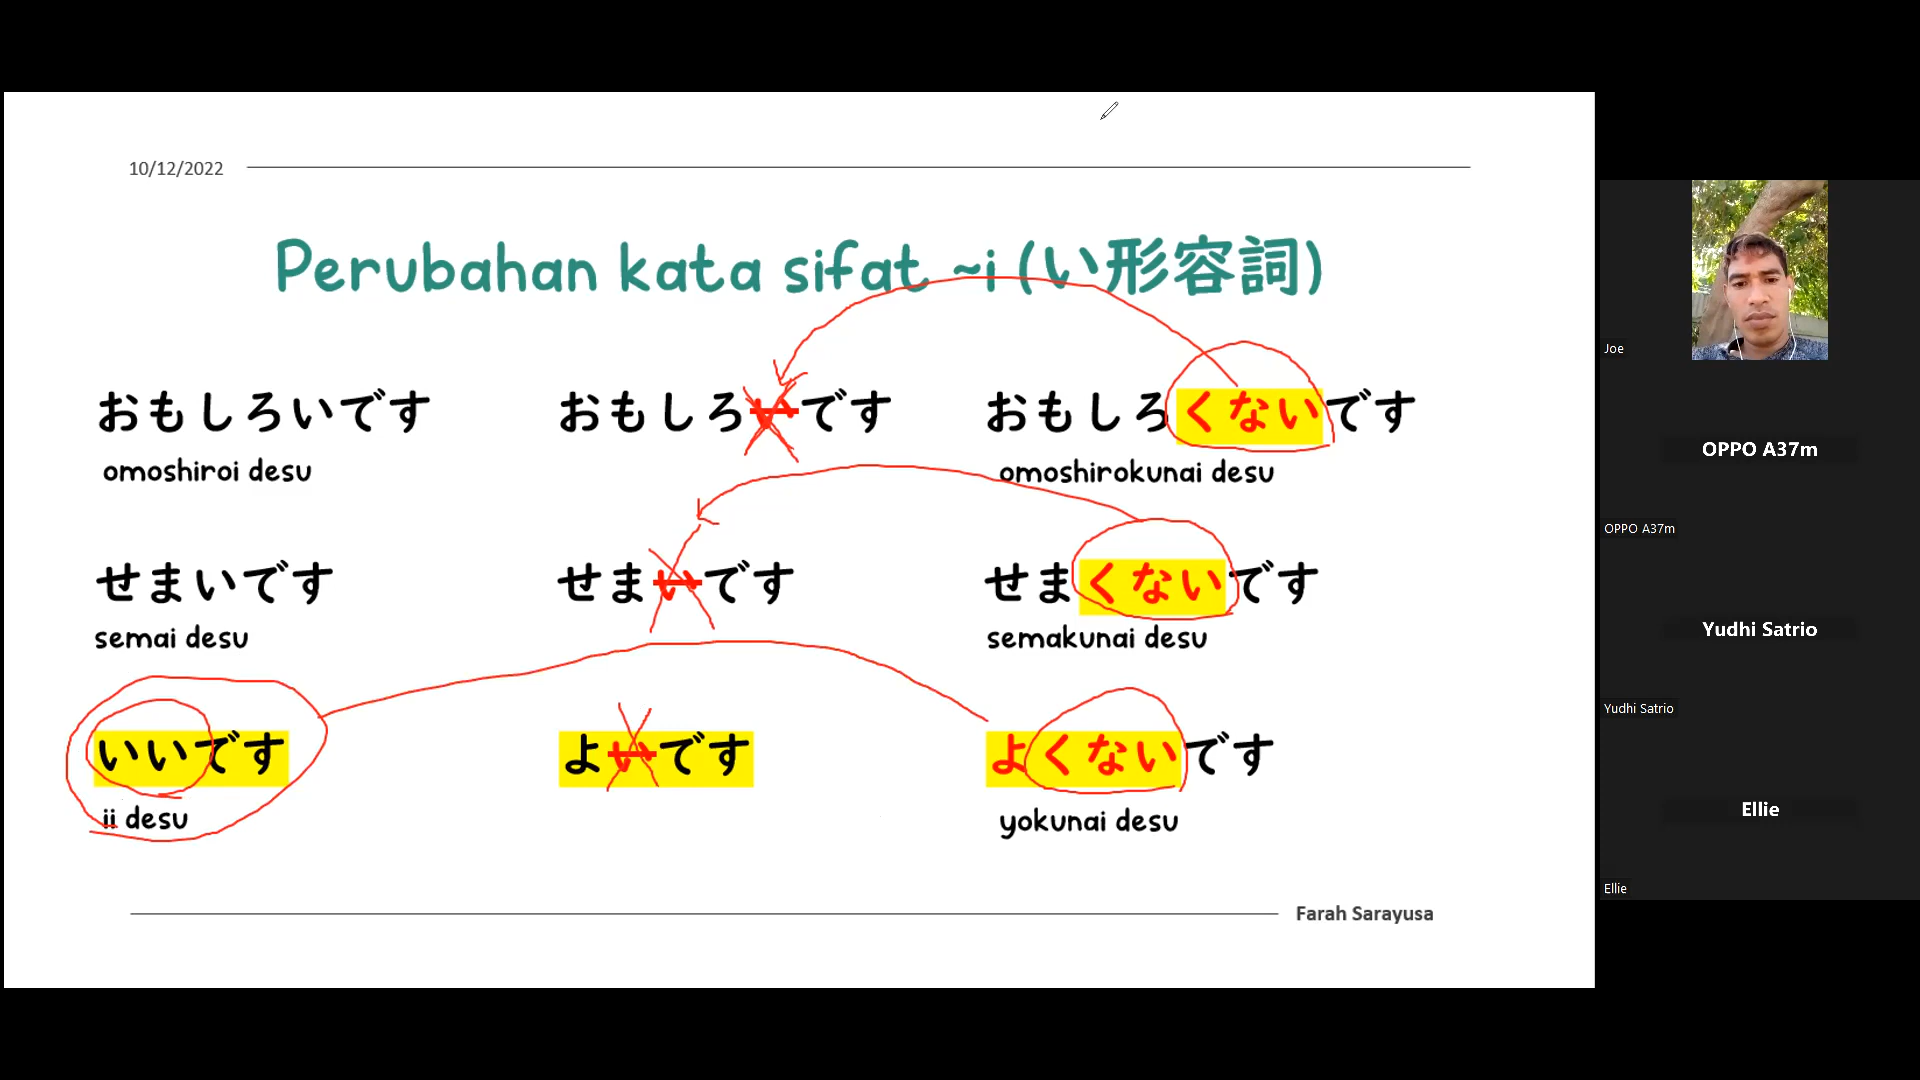 10/12/2022
Perubahan kata sifat ~i (い形容詞)
おもしろいです おもしろいです おもしろくないです
omoshiroi desu omoshirokunai desu
せまいです せまいです せまくないです
semai desu semakunai desu
いいです よいです よくないです
ii desu yokunai desu
Farah Sarayusa
Joe
OPPO A37m
OPPO A37m
Yudhi Satrio
Yudhi Satrio
Ellie
Ellie